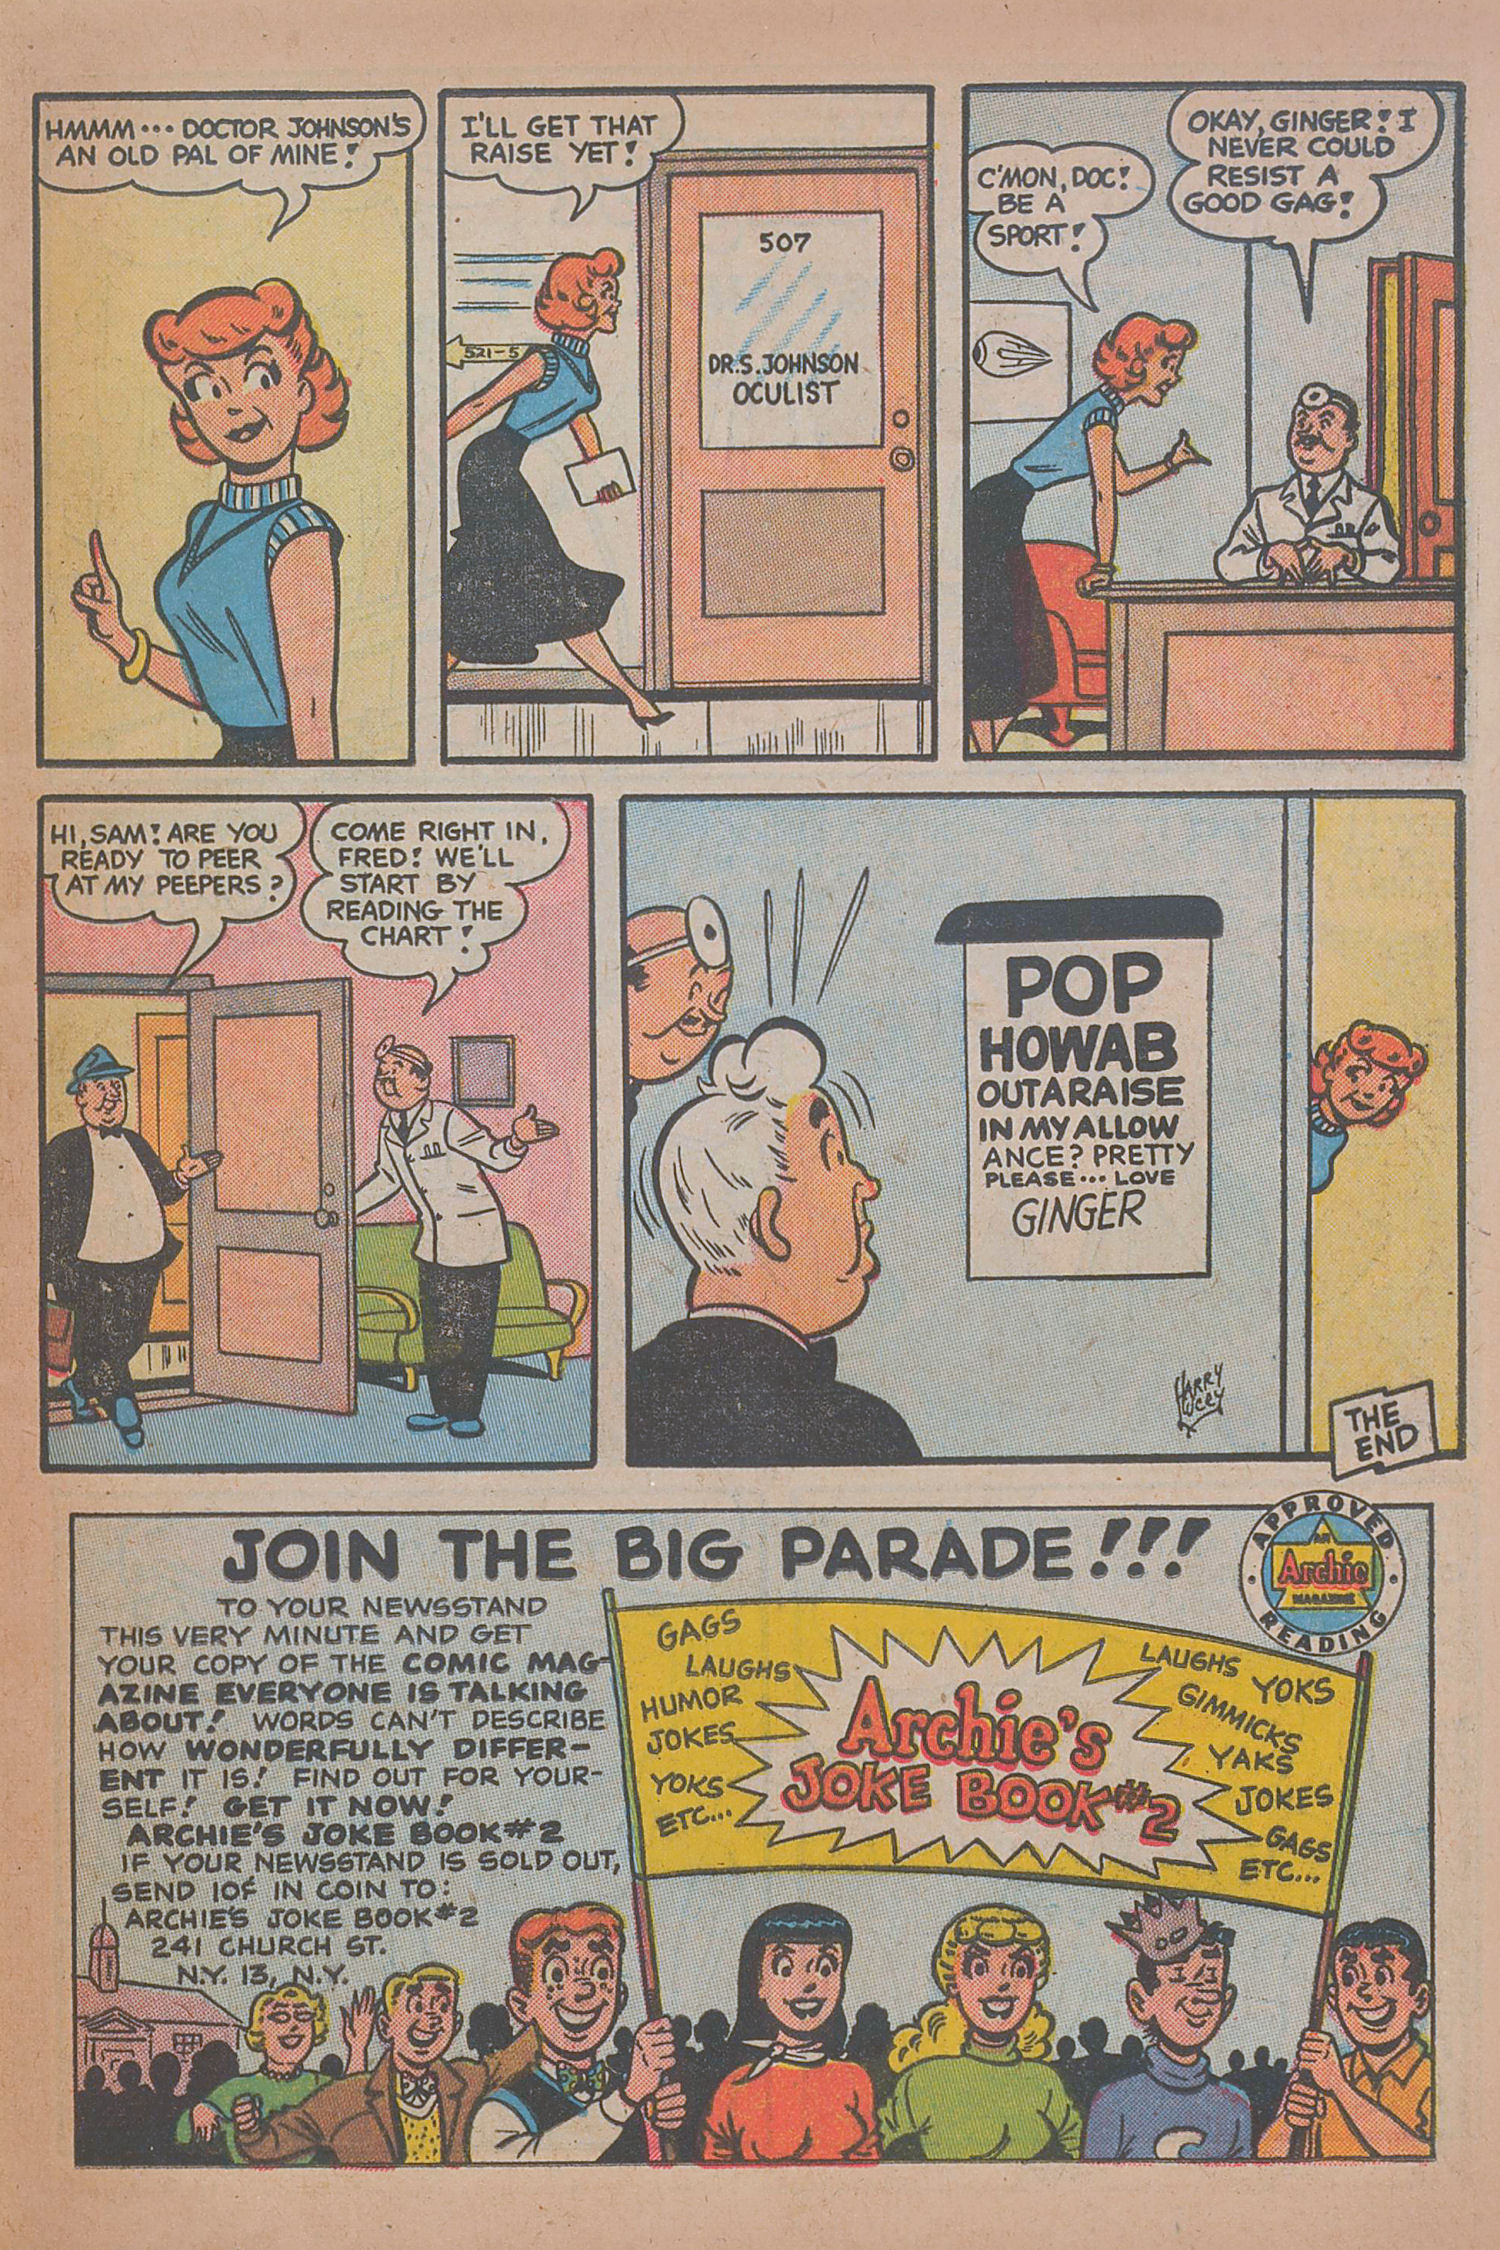 HMMM... DOCTOR JOHNSON'S
AN OLD PAL OF MINE!
I'LL GET THAT
RAISE YET!
507
521-5
DR. S. JOHNSON
OCULIST
C'MON, DOC!
BE A
SPORT!
OKAY, GINGER! I
NEVER COULD
RESIST A
GOOD GAG!
HI, SAM! ARE YOU
READY TO PEER
AT MY PEEPERS?
COME RIGHT IN,
FRED! WE'LL
START BY
READING THE
CHART!
POP
HOWAB
OUTARAISE
IN MY ALLOW
ANCE? PRETTY
PLEASE... LOVE
GINGER
HARRY
LUCEY
THE
END
JOIN THE BIG PARADE!!!
TO YOUR NEWSSTAND
THIS VERY MINUTE AND GET
YOUR COPY OF THE COMIC MAG-
AZINE EVERYONE IS TALKING
ABOUT! WORDS CAN'T DESCRIBE
HOW WONDERFULLY DIFFER-
ENT IT IS! FIND OUT FOR YOUR-
SELF! GET IT NOW!
ARCHIE'S JOKE BOOK #2
IF YOUR NEWSSTAND IS SOLD OUT,
SEND 10¢ IN COIN TO:
ARCHIE'S JOKE BOOK #2
241 CHURCH ST.
N.Y. 13, N.Y.
GAGS
LAUGHS
HUMOR
JOKES
YOKS
ETC...
Archie's
JOKE BOOK #2
LAUGHS
YOKS
GIMMICKS
YAKS
JOKES
GAGS
ETC...
APPROVED
AN
Archie
MAGAZINE
READING
C